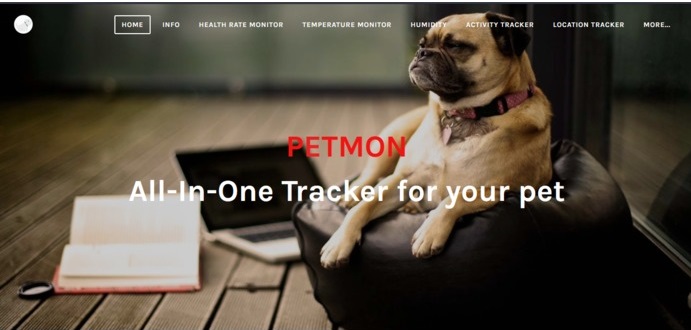 HOME INFO HEALTH RATE MONITOR TEMPERATURE MONITOR HUMIDITY ACTIVITY TRACKER LOCATION TRACKER MORE...
PETMON
All-In-One Tracker for your pet